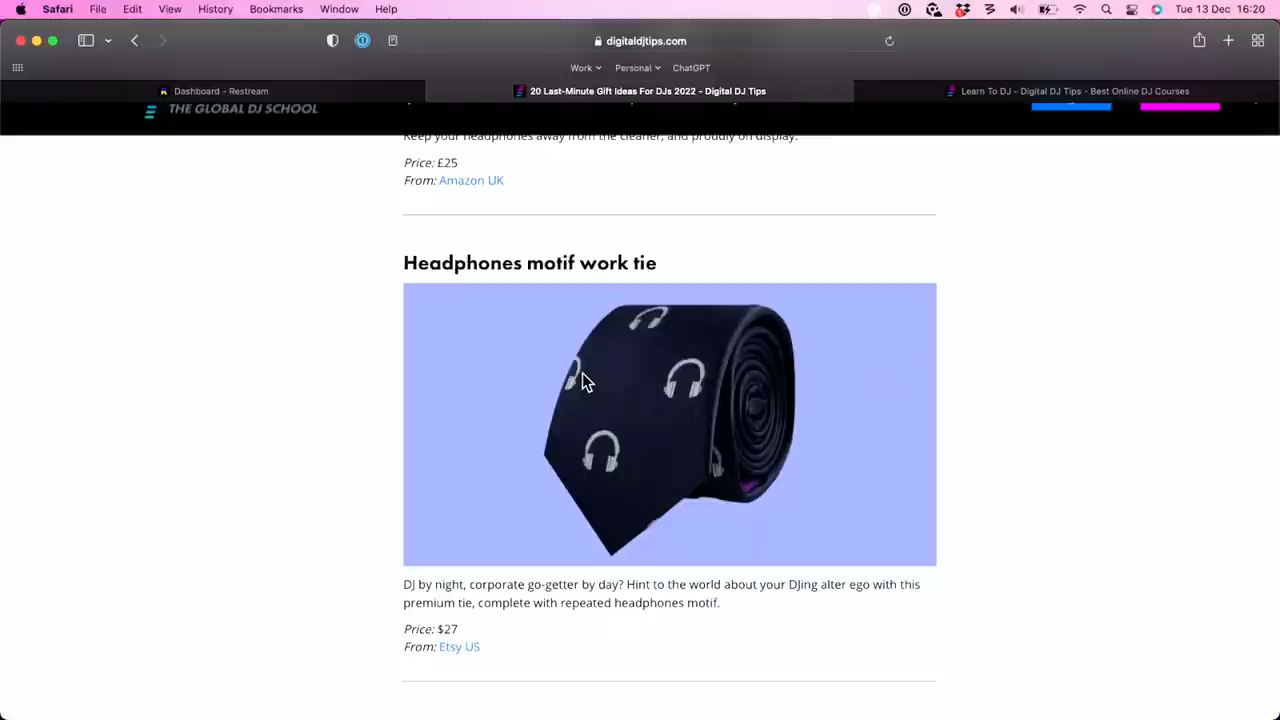 Safari File Edit View History Bookmarks Window Help Tue 13 Dec 16:20
digitaldjtips.com
Work Personal ChatGPT
Dashboard - Restream 20 Last-Minute Gift Ideas For DJs 2022 - Digital DJ Tips Learn To DJ - Digital DJ Tips - Best Online DJ Courses
THE GLOBAL DJ SCHOOL
Keep your headphones away from the cleaner, and proudly on display.
Price: £25
From: Amazon UK
Headphones motif work tie
DJ by night, corporate go-getter by day? Hint to the world about your DJing alter ego with this
premium tie, complete with repeated headphones motif.
Price: $27
From: Etsy US